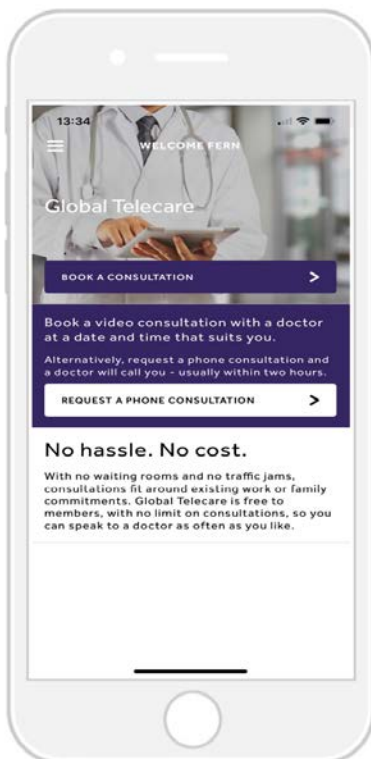 13:34
WELCOME FERN
Global Telecare
BOOK A CONSULTATION >
Book a video consultation with a doctor
at a date and time that suits you.
Alternatively, request a phone consultation and
a doctor will call you - usually within two hours.
REQUEST A PHONE CONSULTATION >
No hassle. No cost.
With no waiting rooms and no traffic jams,
consultations fit around existing work or family
commitments. Global Telecare is free to
members, with no limit on consultations, so you
can speak to a doctor as often as you like.